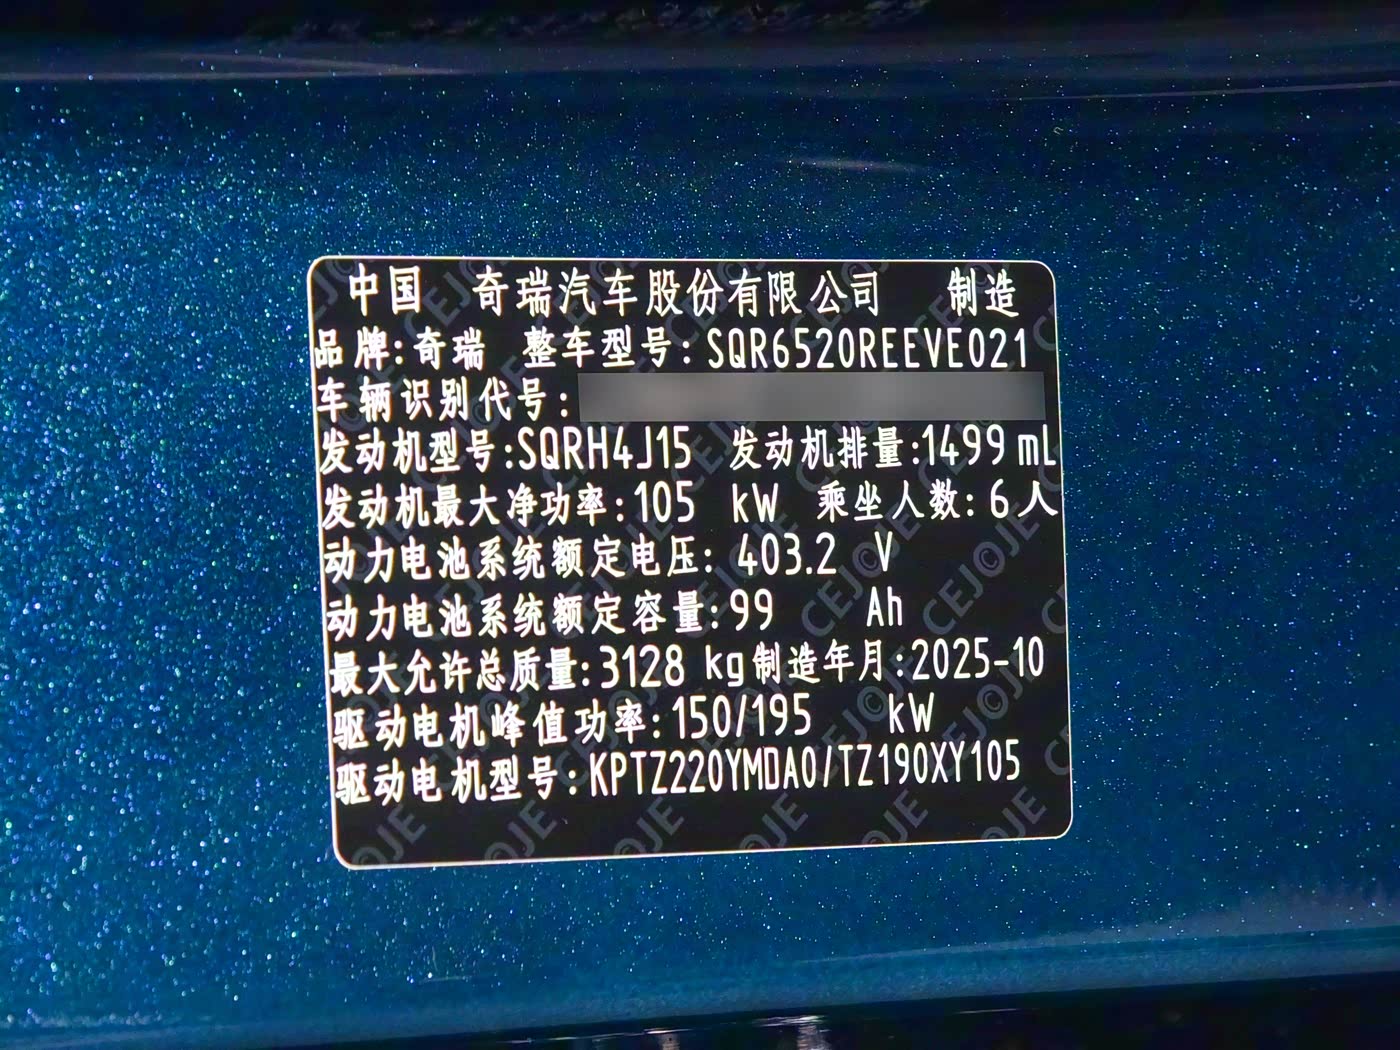 中国 奇瑞汽车股份有限公司 制造
品牌:奇瑞 整车型号:SQR6520REEVE021
车辆识别代号:
发动机型号:SQRH4J15 发动机排量:1499 mL
发动机最大净功率:105 kW 乘坐人数:6人
动力电池系统额定电压:403.2 V
动力电池系统额定容量:99 Ah
最大允许总质量:3128 kg制造年月:2025-10
驱动电机峰值功率:150/195 kW
驱动电机型号:KPTZ220YMDA0/TZ190XY105